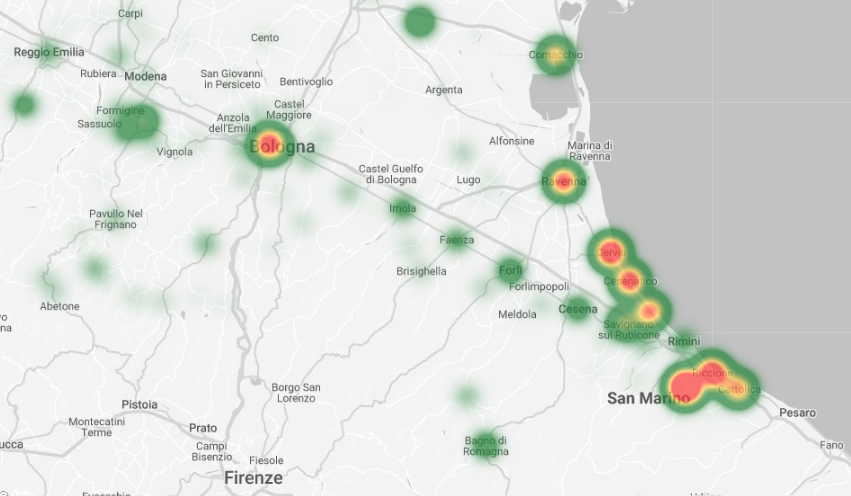 Carpi
Cento
Reggio Emilia
Rubiera
Modena
San Giovanni
in Persiceto
Bentivoglio
Comacchio
Argenta
Formigine
Sassuolo
Castel
Maggiore
Anzola
dell'Emilia
Bologna
Vignola
Alfonsine
Marina di
Ravenna
Castel Guelfo
di Bologna
Lugo
Ravenna
Imola
Pavullo Nel
Frignano
Faenza
Cervia
Brisighella
Forlì
Cesenatico
Forlimpopoli
Abetone
Meldola
Cesena
Savignano
sul Rubicone
Rimini
Riccione
Borgo San
Lorenzo
San Marino
Cattolica
Pistoia
Pesaro
Montecatini
Terme
Prato
Bagno di
Romagna
Campi
Bisenzio
Fiesole
Fano
Firenze